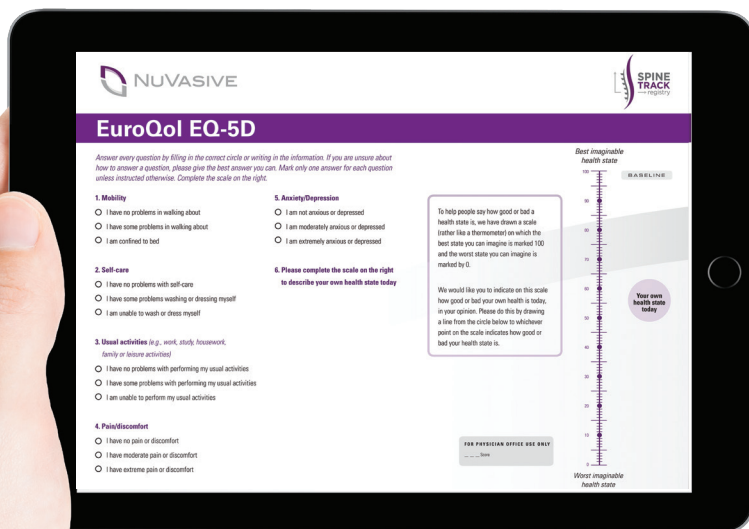 NUVASIVE
SPINE
TRACK
registry
EuroQol EQ-5D
Answer every question by filling in the correct circle or writing in the information. If you are unsure about
how to answer a question, please give the best answer you can. Mark only one answer for each question
unless instructed otherwise. Complete the scale on the right.
1. Mobility
I have no problems in walking about
I have some problems in walking about
I am confined to bed
2. Self-care
I have no problems with self-care
I have some problems washing or dressing myself
I am unable to wash or dress myself
3. Usual activities (e.g., work, study, housework,
family or leisure activities)
I have no problems with performing my usual activities
I have some problems with performing my usual activities
I am unable to perform my usual activities
4. Pain/discomfort
I have no pain or discomfort
I have moderate pain or discomfort
I have extreme pain or discomfort
5. Anxiety/Depression
I am not anxious or depressed
I am moderately anxious or depressed
I am extremely anxious or depressed
6. Please complete the scale on the right
to describe your own health state today
To help people say how good or bad a
health state is, we have drawn a scale
(rather like a thermometer) on which the
best state you can imagine is marked 100
and the worst state you can imagine is
marked by 0.
We would like you to indicate on this scale
how good or bad your own health is today,
in your opinion. Please do this by drawing
a line from the circle below to whichever
point on the scale indicates how good or
bad your health state is.
FOR PHYSICIAN OFFICE USE ONLY
_ _ _ Score
Best imaginable
health state
100
BASELINE
90
80
70
60
Your own
health state
today
50
40
30
20
10
0
Worst imaginable
health state